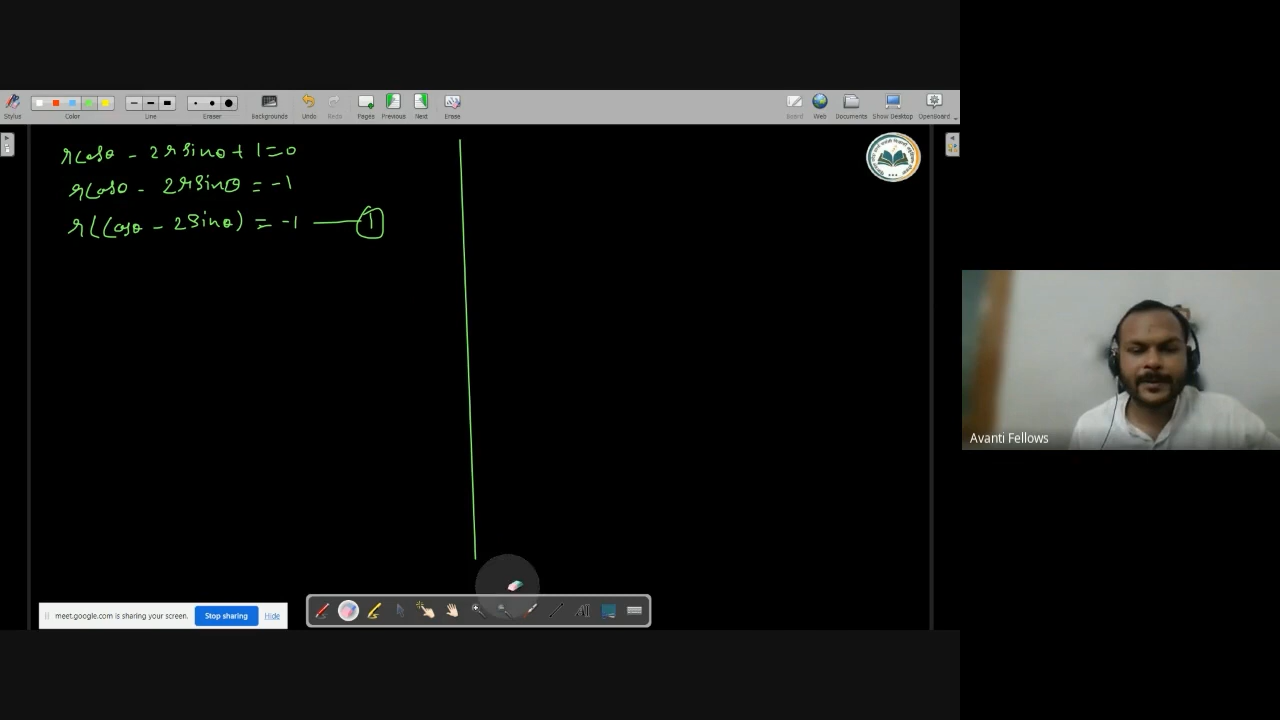 Stylus Color Line Eraser Backgrounds Undo Redo Pages Previous Next Erase Board Web Documents Show Desktop OpenBoard
rcosθ - 2rsinθ + 1=0
rcosθ - 2rsinθ = -1
r(cosθ - 2sinθ) = -1 —— 1
Avanti Fellows
meet.google.com is sharing your screen. Stop sharing Hide